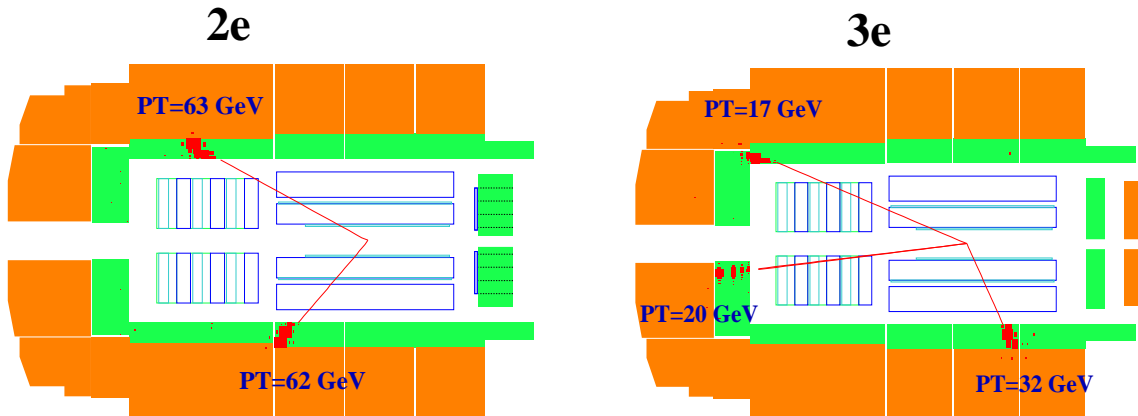 2e
3e
PT=63 GeV
PT=17 GeV
PT=20 GeV
PT=62 GeV
PT=32 GeV